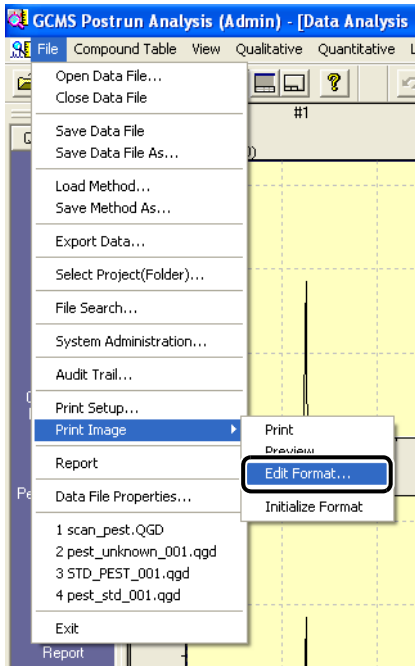 GCMS Postrun Analysis (Admin) - [Data Analysis
File Compound Table View Qualitative Quantitative
#1
Open Data File...
Close Data File
Save Data File
Save Data File As...
Load Method...
Save Method As...
Export Data...
Select Project(Folder)...
File Search...
System Administration...
Audit Trail...
Print Setup...
Print Image
Report
Data File Properties...
1 scan_pest.QGD
2 pest_unknown_001.qgd
3 STD_PEST_001.qgd
4 pest_std_001.qgd
Exit
Print
Preview
Edit Format...
Initialize Format
Report